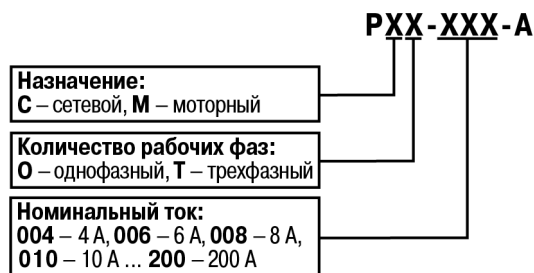 РХХ-ХХХ-А
Назначение:
С – сетевой, М – моторный
Количество рабочих фаз:
О – однофазный, Т – трехфазный
Номинальный ток:
004 – 4 А, 006 – 6 А, 008 – 8 А,
010 – 10 А ... 200 – 200 А